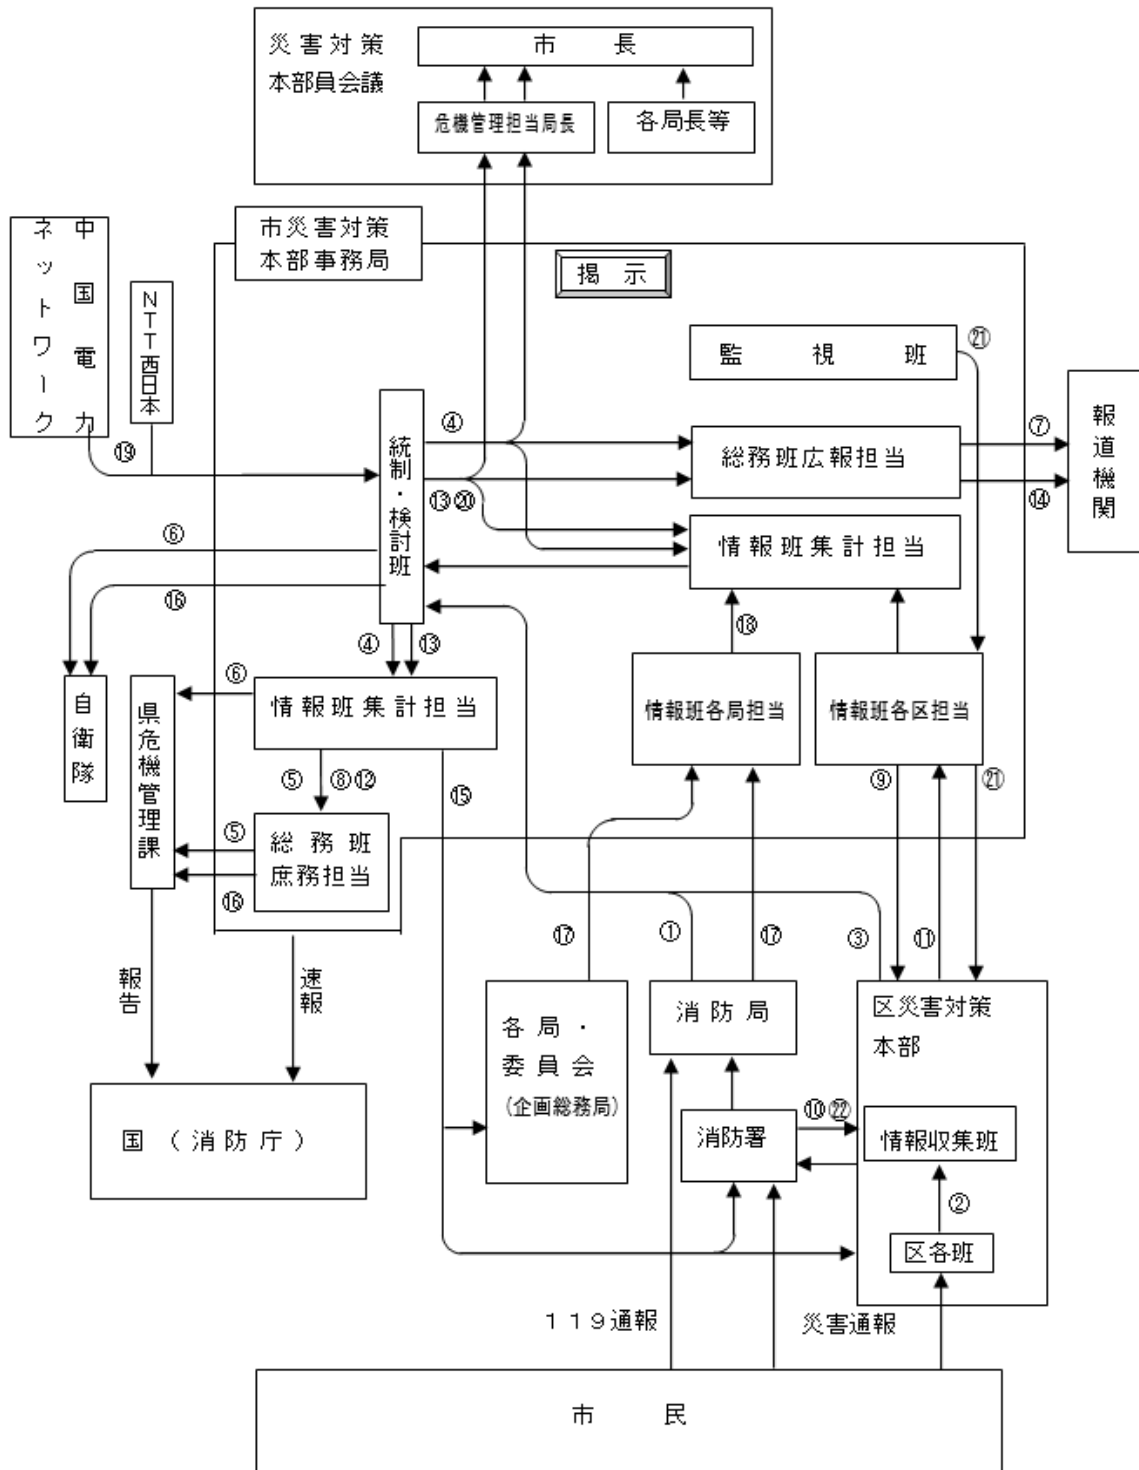 災害対策
本部員会議
市　長
危機管理担当局長
各局長等
市災害対策
本部事務局
掲　示
中国電力
ネットワーク
ＮＴＴ西日本
監　視　班
㉑
④
総務班広報担当
⑦
報道機関
⑲
統制・検討班
⑬⑳
⑭
⑥
情報班集計担当
⑯
④
⑬
⑱
⑥
自衛隊
県危機管理課
情報班集計担当
情報班各局担当
情報班各区担当
⑤
⑧⑫
⑮
⑨
㉑
⑤
総務班
庶務担当
⑯
⑰
①
⑰
③
⑪
報告
速報
各局・
委員会
(企画総務局)
消防局
区災害対策
本部
国（消防庁）
消防署
⑩㉒
情報収集班
②
区各班
１１９通報
災害通報
市　民